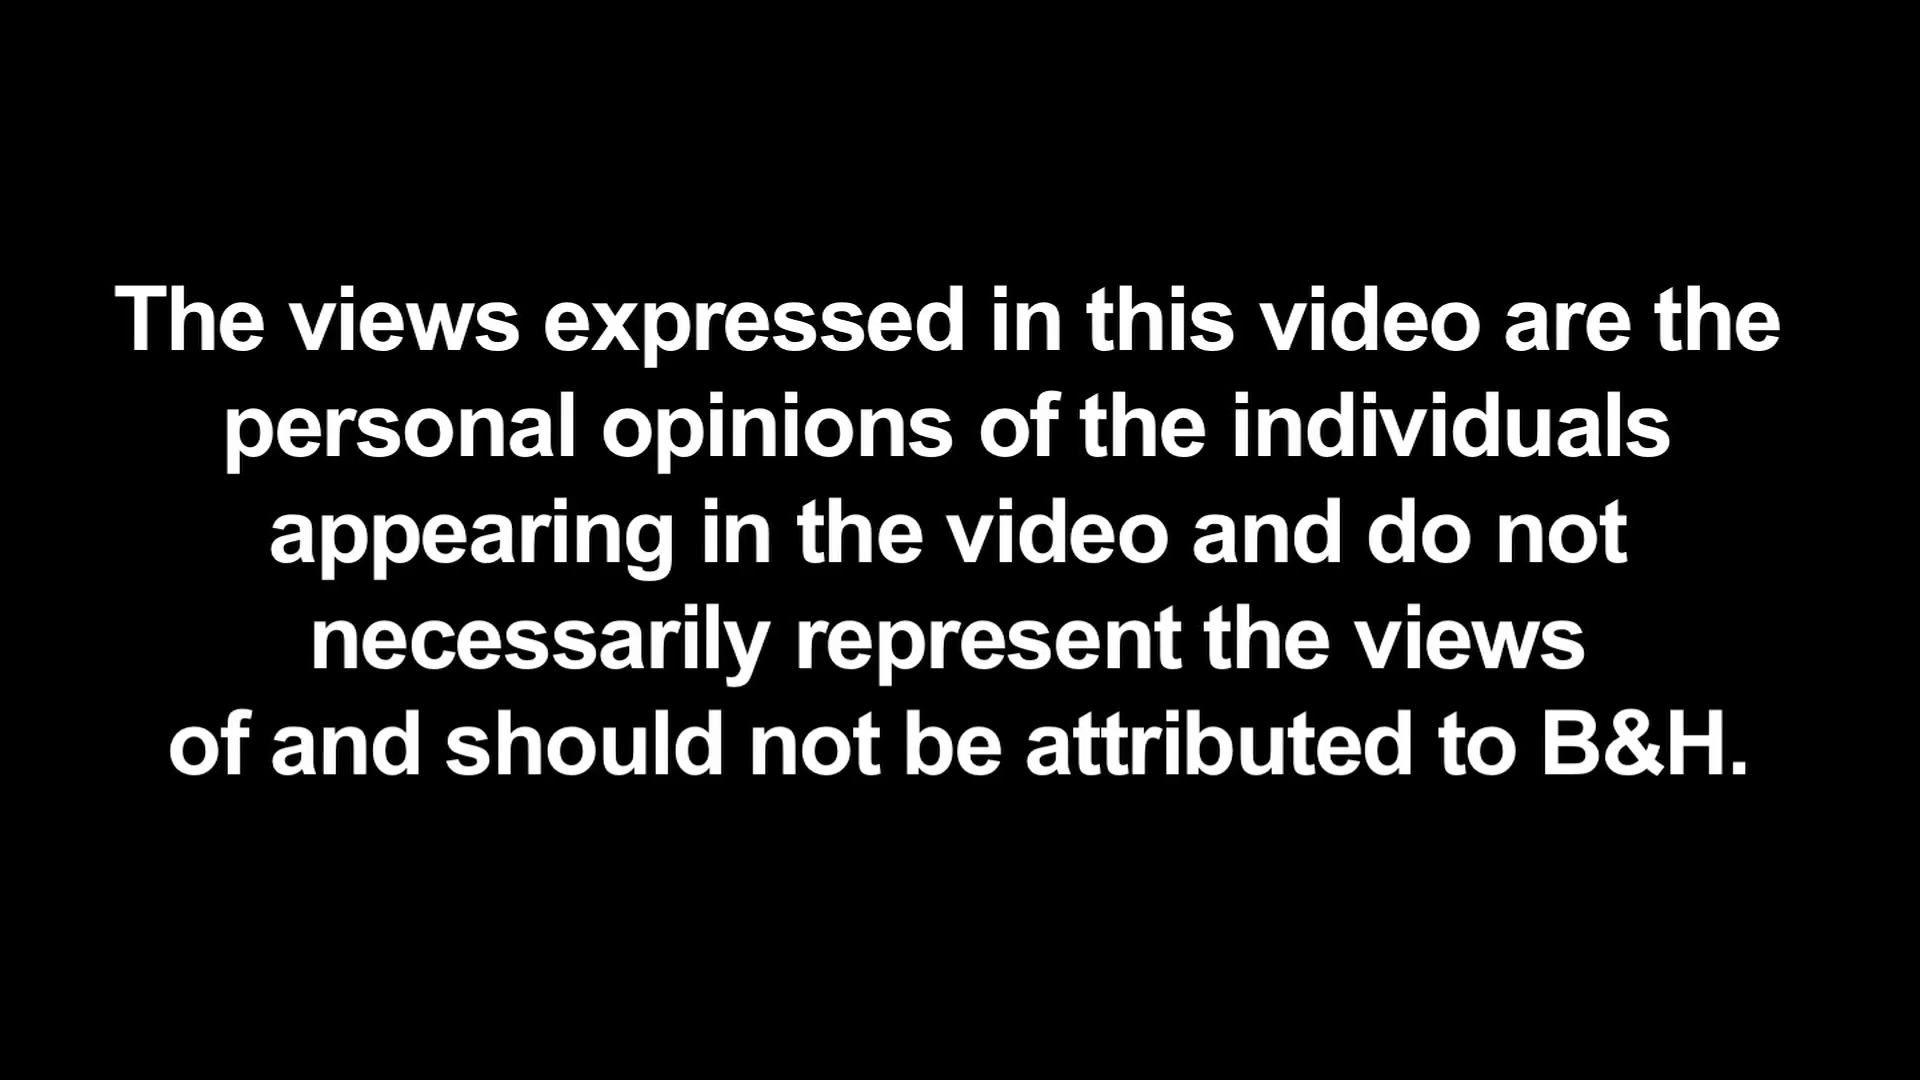 The views expressed in this video are the
personal opinions of the individuals
appearing in the video and do not
necessarily represent the views
of and should not be attributed to B&H.